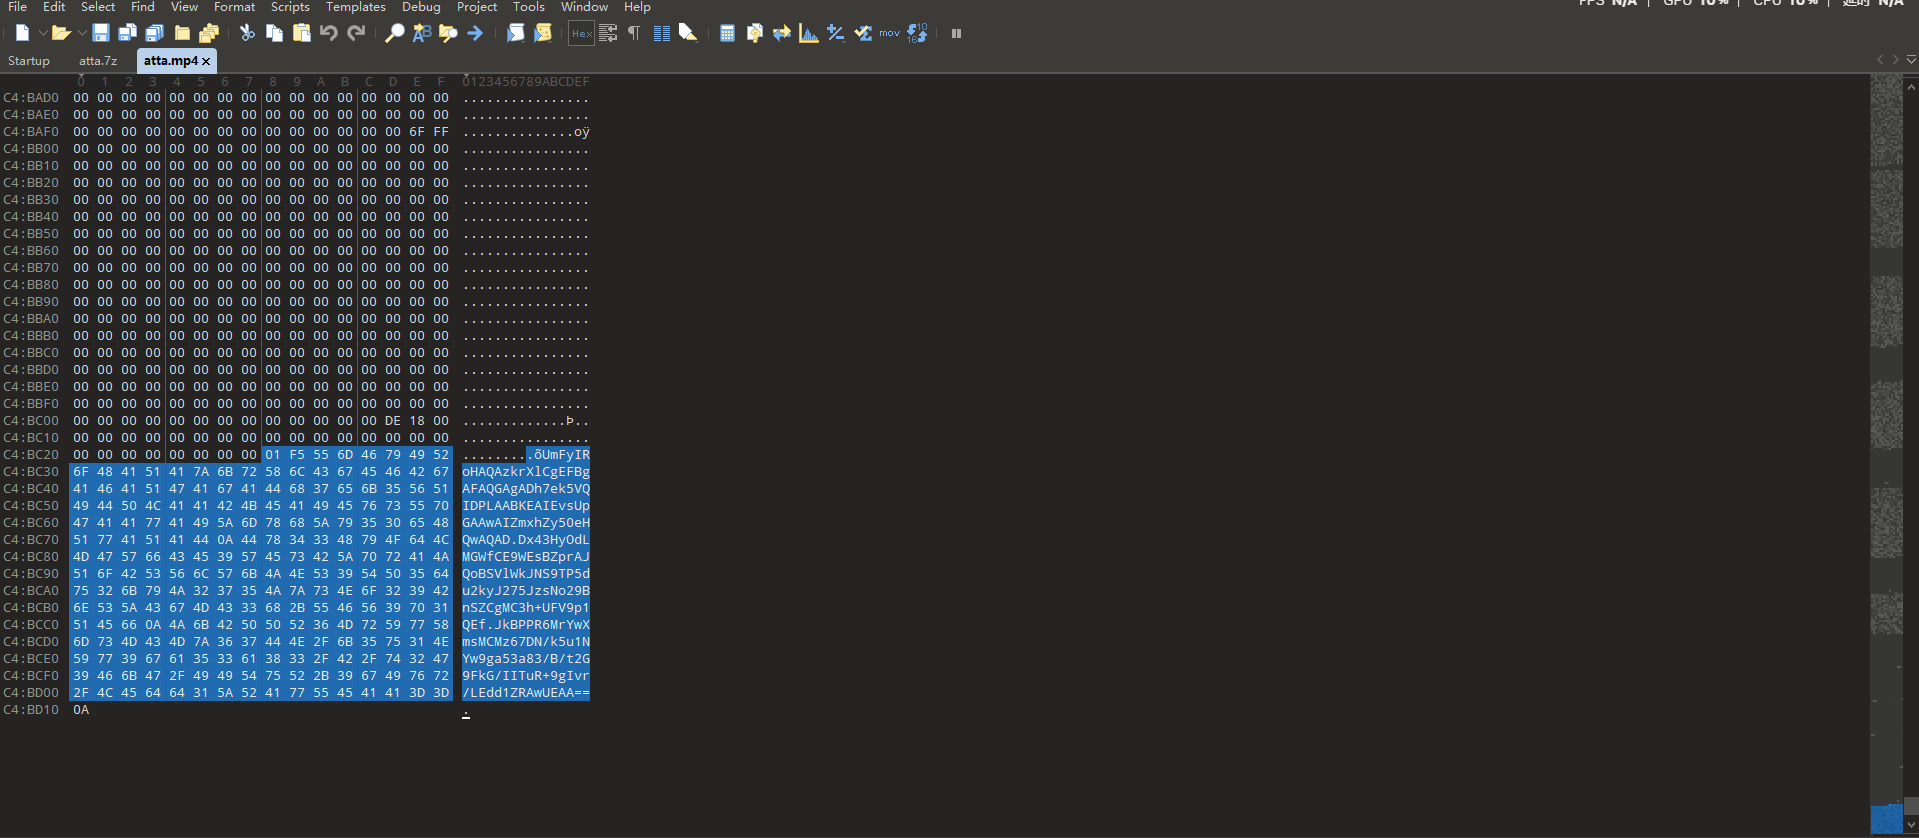 File Edit Select Find View Format Scripts Templates Debug Project Tools Window Help
FPS N/A | GPU 10% | CPU 10% | 延时 N/A
Hex mov
Startup atta.7z atta.mp4
0 1 2 3 4 5 6 7 8 9 A B C D E F 0123456789ABCDEF
C4:BAD0 00 00 00 00 00 00 00 00 00 00 00 00 00 00 00 00 ................
C4:BAE0 00 00 00 00 00 00 00 00 00 00 00 00 00 00 00 00 ................
C4:BAF0 00 00 00 00 00 00 00 00 00 00 00 00 00 00 6F FF ..............oÿ
C4:BB00 00 00 00 00 00 00 00 00 00 00 00 00 00 00 00 00 ................
C4:BB10 00 00 00 00 00 00 00 00 00 00 00 00 00 00 00 00 ................
C4:BB20 00 00 00 00 00 00 00 00 00 00 00 00 00 00 00 00 ................
C4:BB30 00 00 00 00 00 00 00 00 00 00 00 00 00 00 00 00 ................
C4:BB40 00 00 00 00 00 00 00 00 00 00 00 00 00 00 00 00 ................
C4:BB50 00 00 00 00 00 00 00 00 00 00 00 00 00 00 00 00 ................
C4:BB60 00 00 00 00 00 00 00 00 00 00 00 00 00 00 00 00 ................
C4:BB70 00 00 00 00 00 00 00 00 00 00 00 00 00 00 00 00 ................
C4:BB80 00 00 00 00 00 00 00 00 00 00 00 00 00 00 00 00 ................
C4:BB90 00 00 00 00 00 00 00 00 00 00 00 00 00 00 00 00 ................
C4:BBA0 00 00 00 00 00 00 00 00 00 00 00 00 00 00 00 00 ................
C4:BBB0 00 00 00 00 00 00 00 00 00 00 00 00 00 00 00 00 ................
C4:BBC0 00 00 00 00 00 00 00 00 00 00 00 00 00 00 00 00 ................
C4:BBD0 00 00 00 00 00 00 00 00 00 00 00 00 00 00 00 00 ................
C4:BBE0 00 00 00 00 00 00 00 00 00 00 00 00 00 00 00 00 ................
C4:BBF0 00 00 00 00 00 00 00 00 00 00 00 00 00 00 00 00 ................
C4:BC00 00 00 00 00 00 00 00 00 00 00 00 00 00 DE 18 00 .............Þ..
C4:BC10 00 00 00 00 00 00 00 00 00 00 00 00 00 00 00 00 ................
C4:BC20 00 00 00 00 00 00 00 00 01 F5 55 6D 46 79 49 52 .........õUmFyIR
C4:BC30 6F 48 41 51 41 7A 6B 72 58 6C 43 67 45 46 42 67 oHAQAzkrXlCgEFBg
C4:BC40 41 46 41 51 47 41 67 41 44 68 37 65 6B 35 56 51 AFAQGAgADh7ek5VQ
C4:BC50 49 44 50 4C 41 41 42 4B 45 41 49 45 76 73 55 70 IDPLAABKEAIEvsUp
C4:BC60 47 41 41 77 41 49 5A 6D 78 68 5A 79 35 30 65 48 GAAwAIZmxhZy50eH
C4:BC70 51 77 41 51 41 44 0A 44 78 34 33 48 79 4F 64 4C QwAQAD.Dx43HyOdL
C4:BC80 4D 47 57 66 43 45 39 57 45 73 42 5A 70 72 41 4A MGWfCE9WEsBZprAJ
C4:BC90 51 6F 42 53 56 6C 57 6B 4A 4E 53 39 54 50 35 64 QoBSVlWkJNS9TP5d
C4:BCA0 75 32 6B 79 4A 32 37 35 4A 7A 73 4E 6F 32 39 42 u2kyJ275JzsNo29B
C4:BCB0 6E 53 5A 43 67 4D 43 33 68 2B 55 46 56 39 70 31 nSZCgMC3h+UFV9p1
C4:BCC0 51 45 66 0A 4A 6B 42 50 50 52 36 4D 72 59 77 58 QEf.JkBPPR6MrYwX
C4:BCD0 6D 73 4D 43 4D 7A 36 37 44 4E 2F 6B 35 75 31 4E msMCMz67DN/k5u1N
C4:BCE0 59 77 39 67 61 35 33 61 38 33 2F 42 2F 74 32 47 Yw9ga53a83/B/t2G
C4:BCF0 39 46 6B 47 2F 49 49 54 75 52 2B 39 67 49 76 72 9FkG/IITuR+9gIvr
C4:BD00 2F 4C 45 64 64 31 5A 52 41 77 55 45 41 41 3D 3D /LEdd1ZRAwUEAA==
C4:BD10 0A .